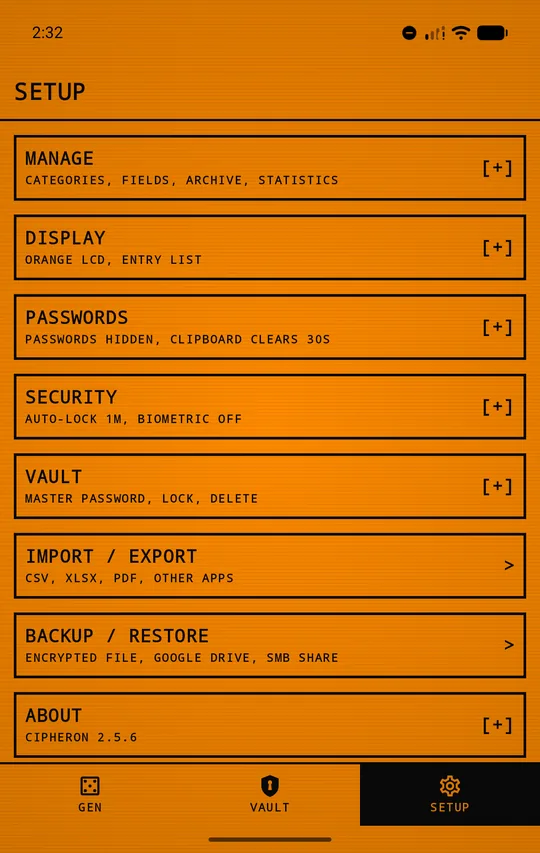 2:32
SETUP
MANAGE
[+]
CATEGORIES, FIELDS, ARCHIVE, STATISTICS
DISPLAY
[+]
ORANGE LCD, ENTRY LIST
PASSWORDS
[+]
PASSWORDS HIDDEN, CLIPBOARD CLEARS 30S
SECURITY
[+]
AUTO-LOCK 1M, BIOMETRIC OFF
VAULT
[+]
MASTER PASSWORD, LOCK, DELETE
IMPORT / EXPORT
>
CSV, XLSX, PDF, OTHER APPS
BACKUP / RESTORE
>
ENCRYPTED FILE, GOOGLE DRIVE, SMB SHARE
ABOUT
[+]
CIPHERON 2.5.6
GEN
VAULT
SETUP